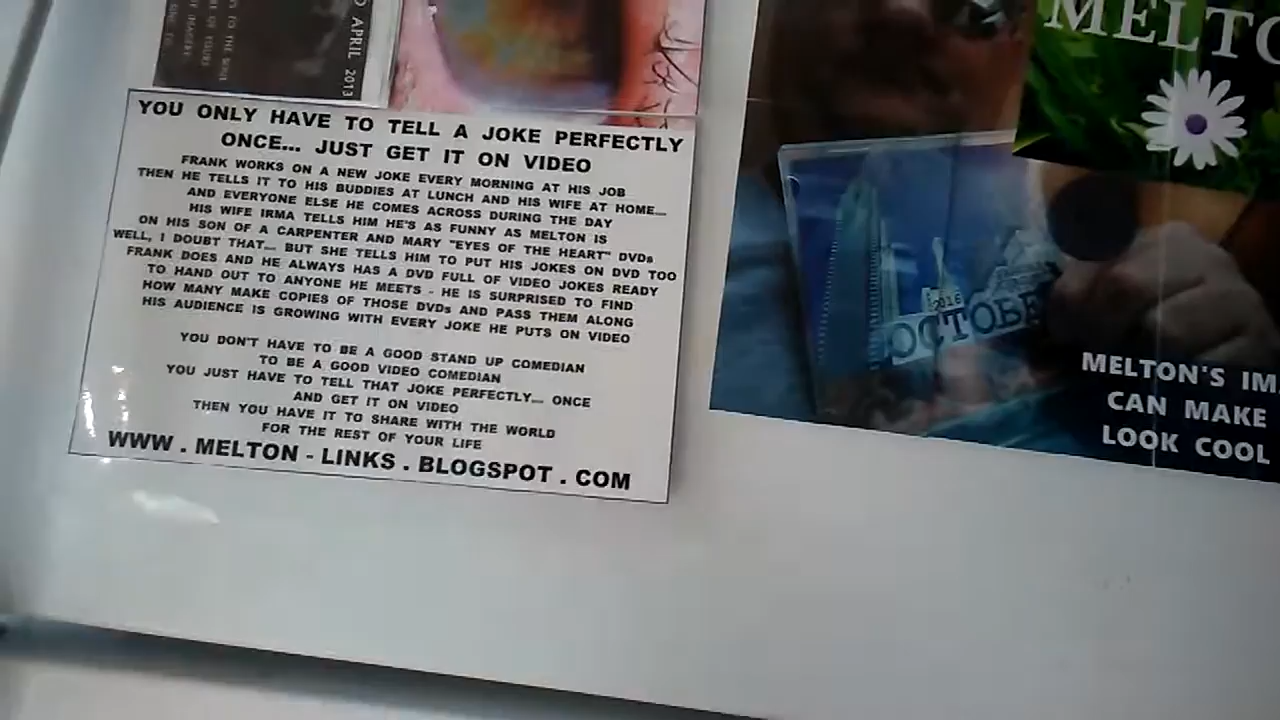 APRIL 2013
YOU ONLY HAVE TO TELL A JOKE PERFECTLY
ONCE... JUST GET IT ON VIDEO
FRANK WORKS ON A NEW JOKE EVERY MORNING AT HIS JOB
THEN HE TELLS IT TO HIS BUDDIES AT LUNCH AND HIS WIFE AT HOME...
AND EVERYONE ELSE HE COMES ACROSS DURING THE DAY
HIS WIFE IRMA TELLS HIM HE'S AS FUNNY AS MELTON IS
ON HIS SON OF A CARPENTER AND MARY "EYES OF THE HEART" DVDs
WELL, I DOUBT THAT... BUT SHE TELLS HIM TO PUT HIS JOKES ON DVD TOO
FRANK DOES AND HE ALWAYS HAS A DVD FULL OF VIDEO JOKES READY
TO HAND OUT TO ANYONE HE MEETS - HE IS SURPRISED TO FIND
HOW MANY MAKE COPIES OF THOSE DVDs AND PASS THEM ALONG
HIS AUDIENCE IS GROWING WITH EVERY JOKE HE PUTS ON VIDEO
YOU DON'T HAVE TO BE A GOOD STAND UP COMEDIAN
TO BE A GOOD VIDEO COMEDIAN
YOU JUST HAVE TO TELL THAT JOKE PERFECTLY... ONCE
AND GET IT ON VIDEO
THEN YOU HAVE IT TO SHARE WITH THE WORLD
FOR THE REST OF YOUR LIFE
WWW . MELTON - LINKS . BLOGSPOT . COM
MELTO
2016
OCTOBE
MELTON'S IM
CAN MAKE
LOOK COOL